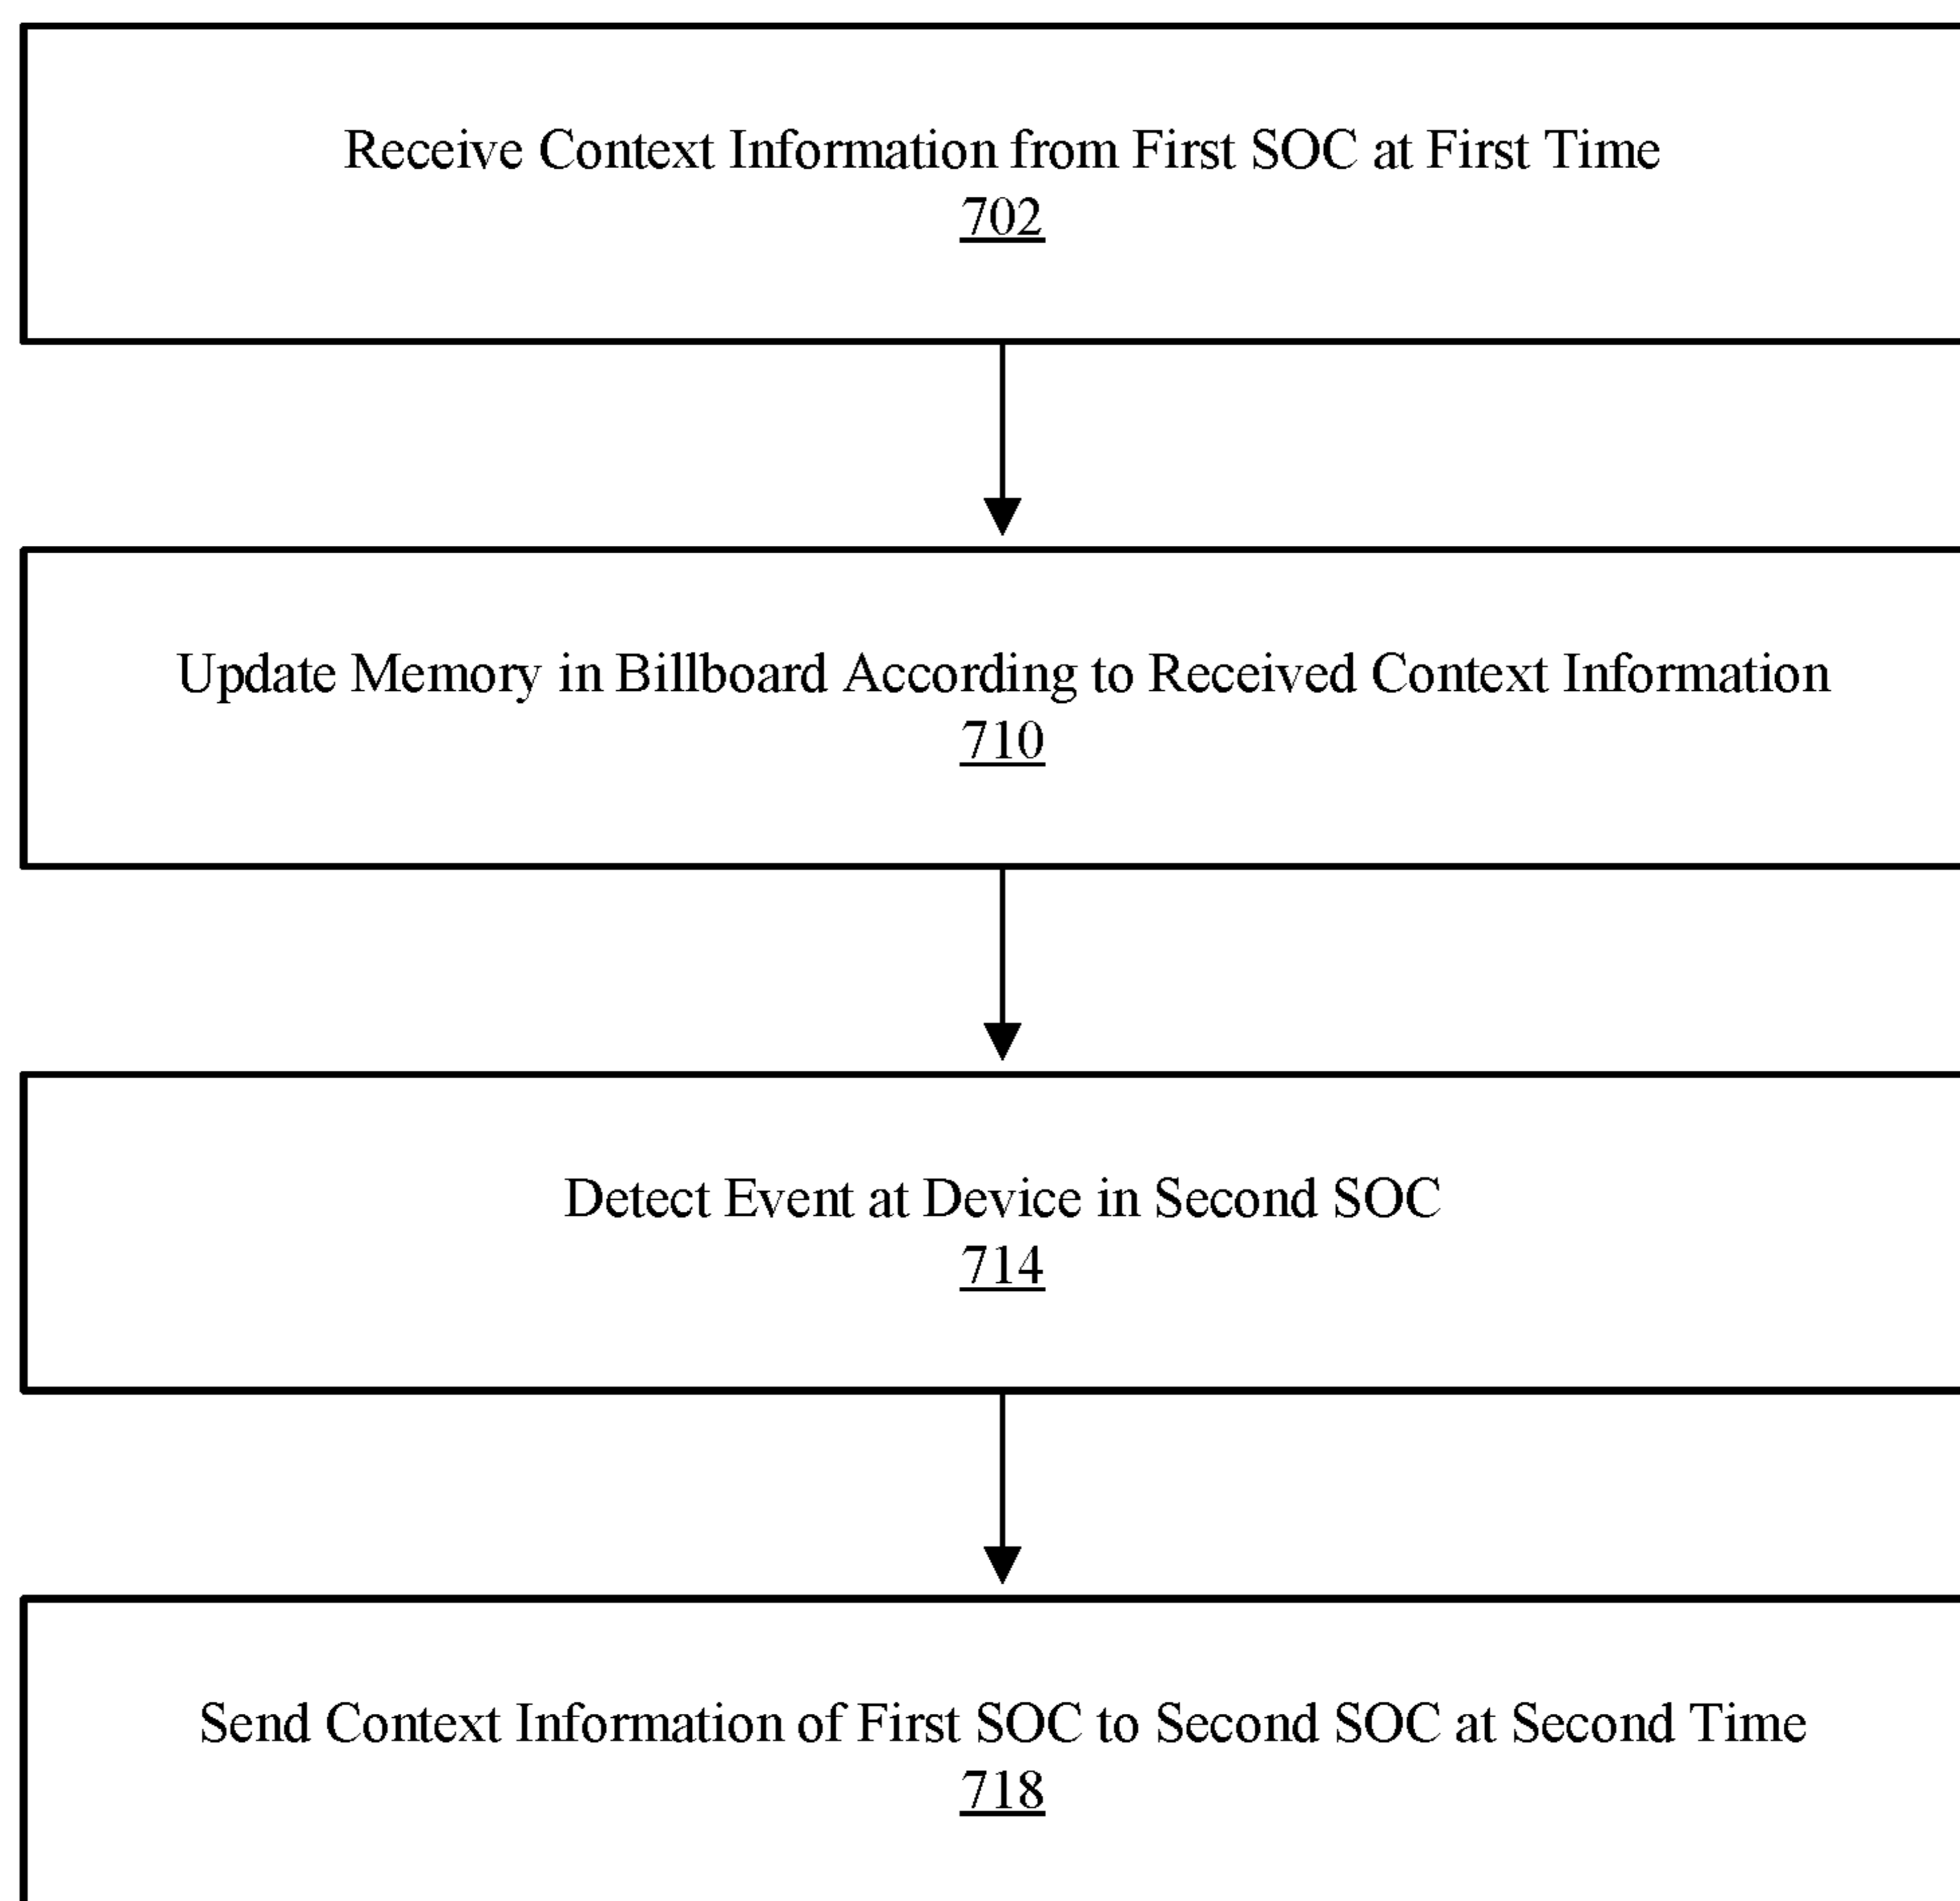 Receive Context Information from First SOC at First Time
702
Update Memory in Billboard According to Received Context Information
710
Detect Event at Device in Second SOC
714
Send Context Information of First SOC to Second SOC at Second Time
718